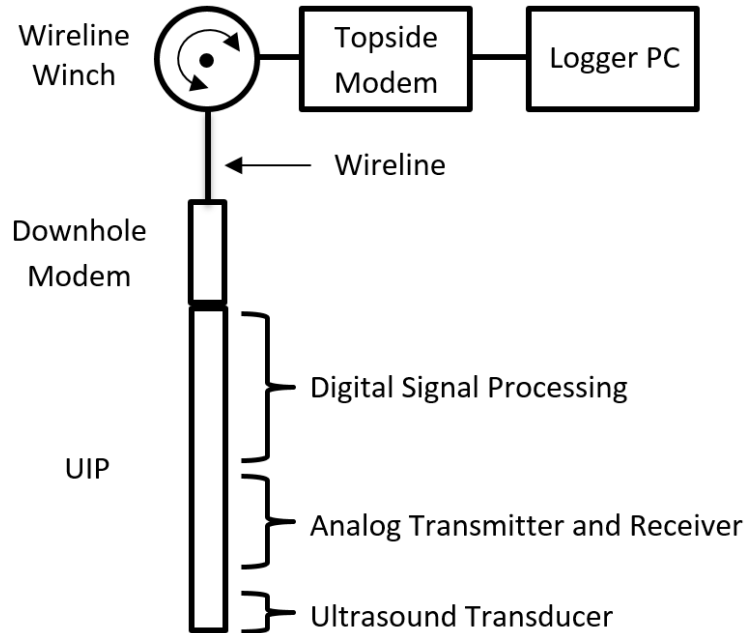 Wireline
Winch
Topside
Modem
Logger PC
Wireline
Downhole
Modem
Digital Signal Processing
UIP
Analog Transmitter and Receiver
Ultrasound Transducer